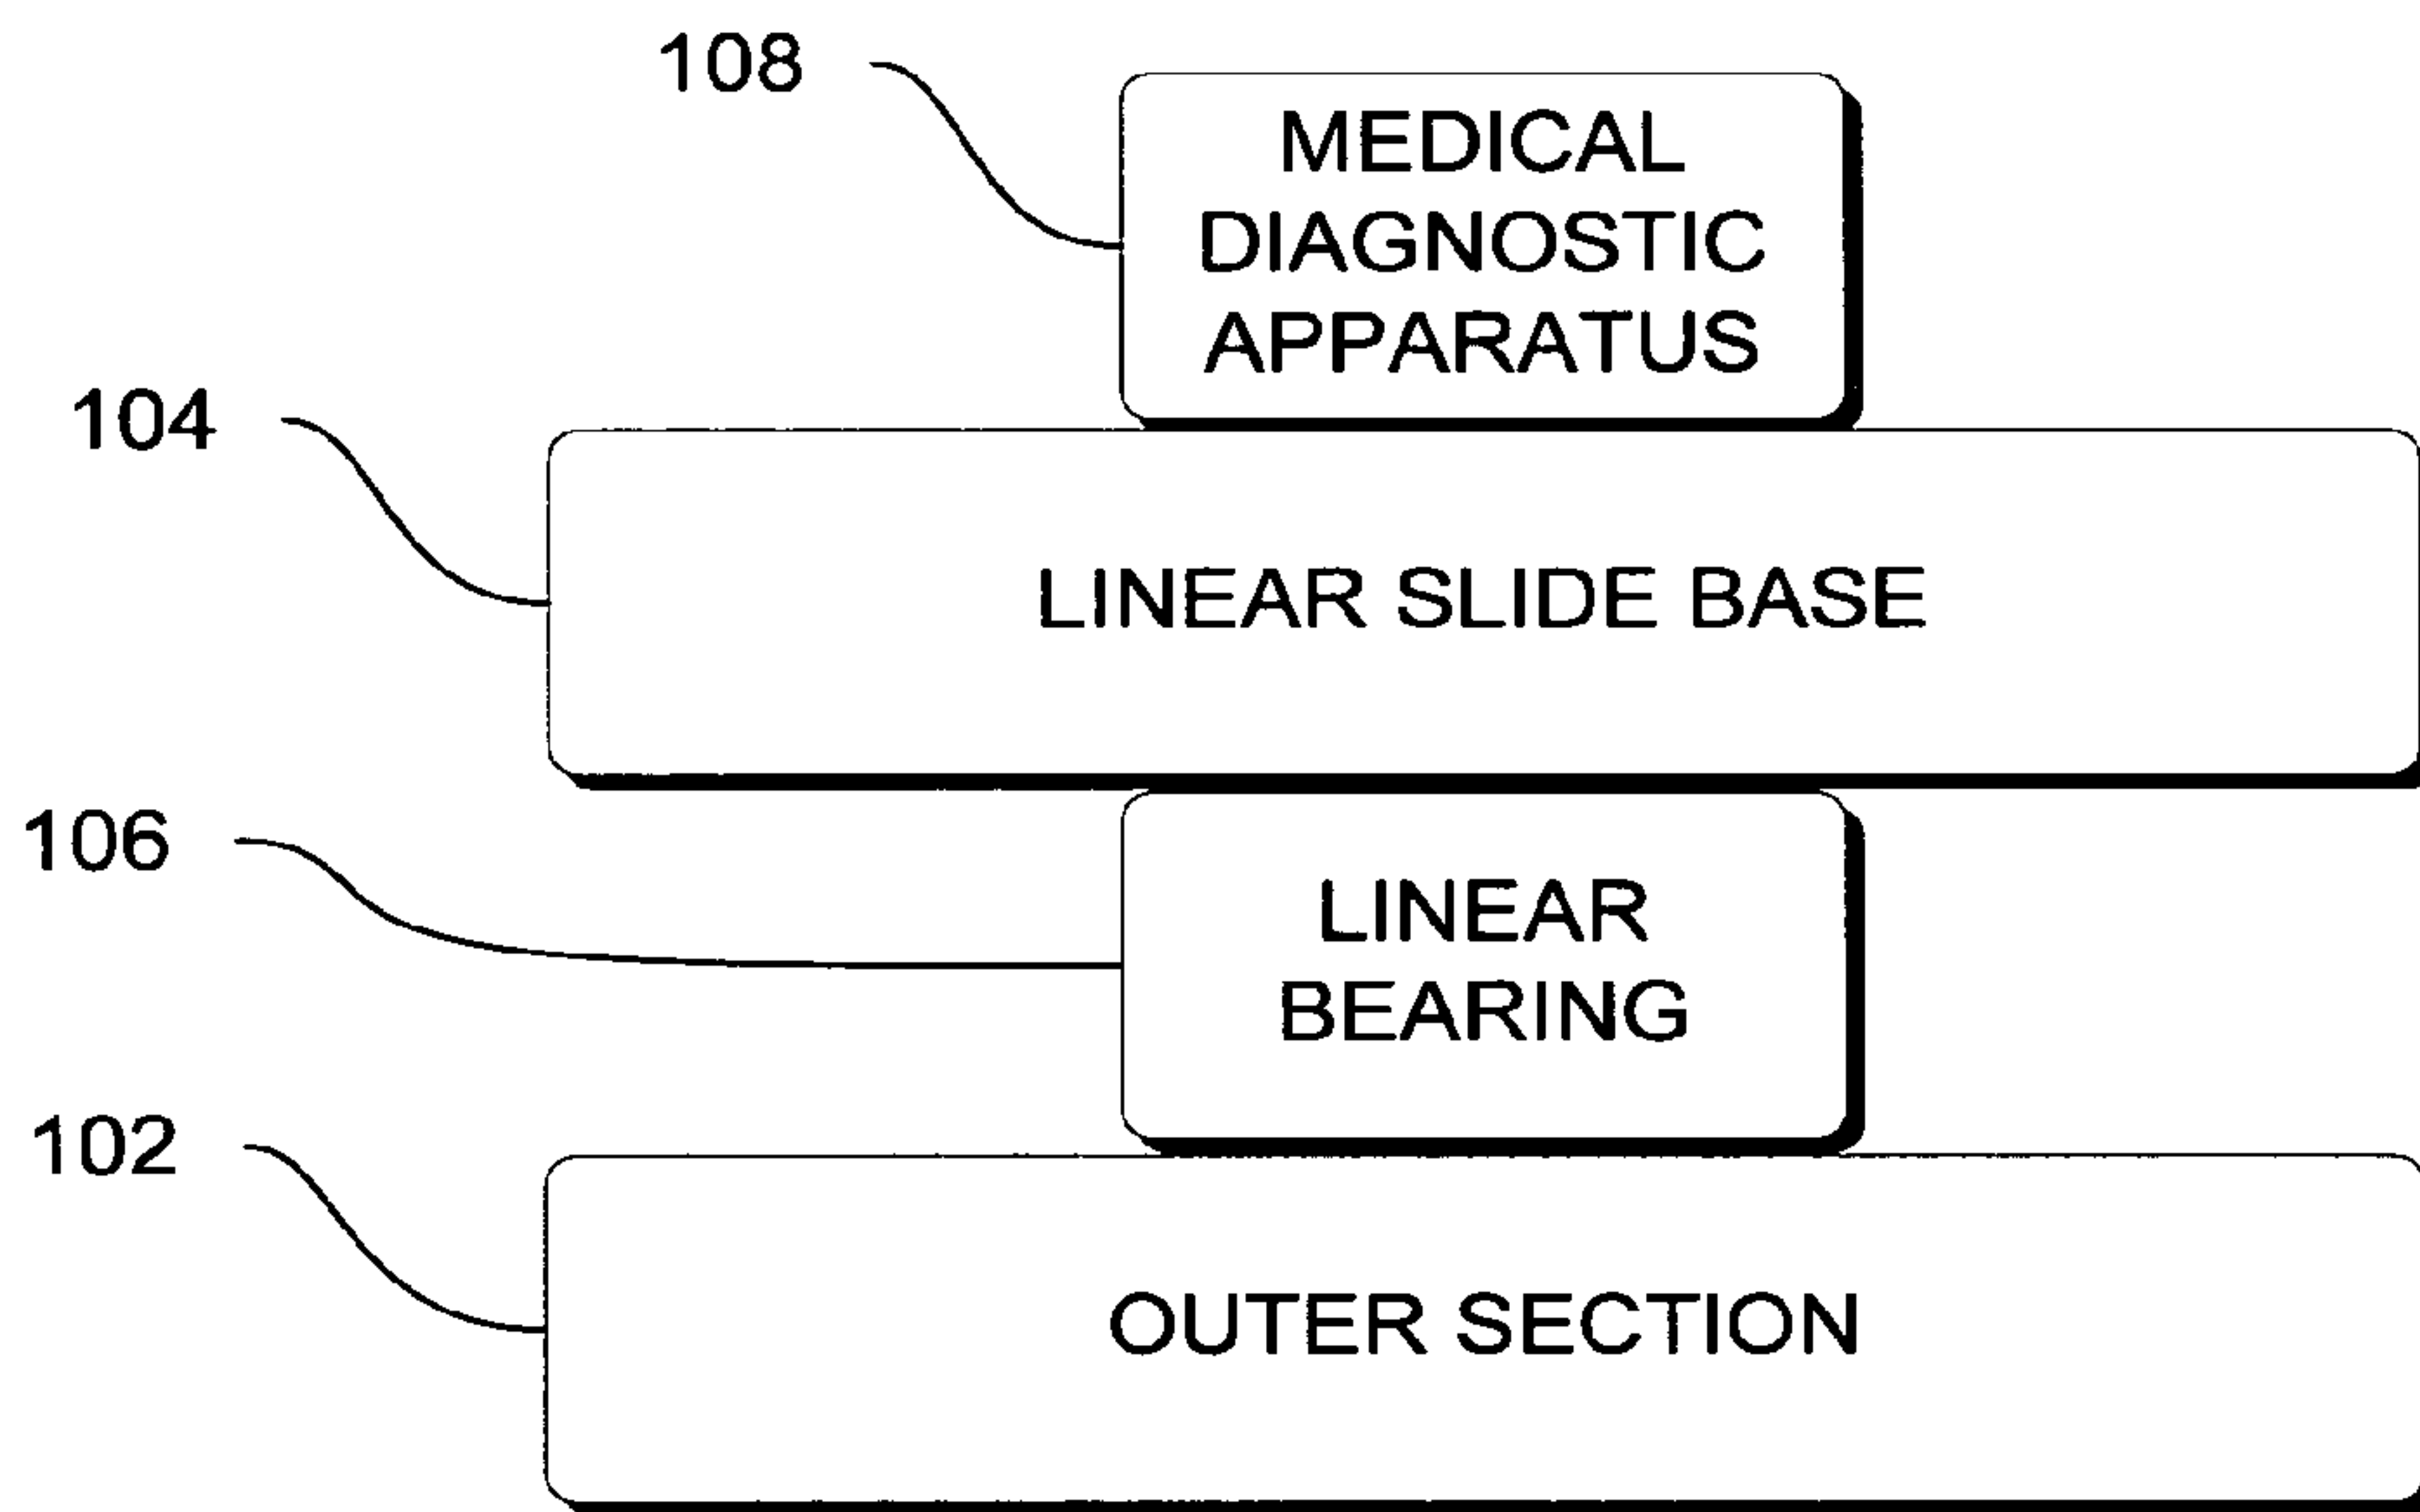 108
MEDICAL
DIAGNOSTIC
APPARATUS
104
LINEAR SLIDE BASE
106
LINEAR
BEARING
102
OUTER SECTION